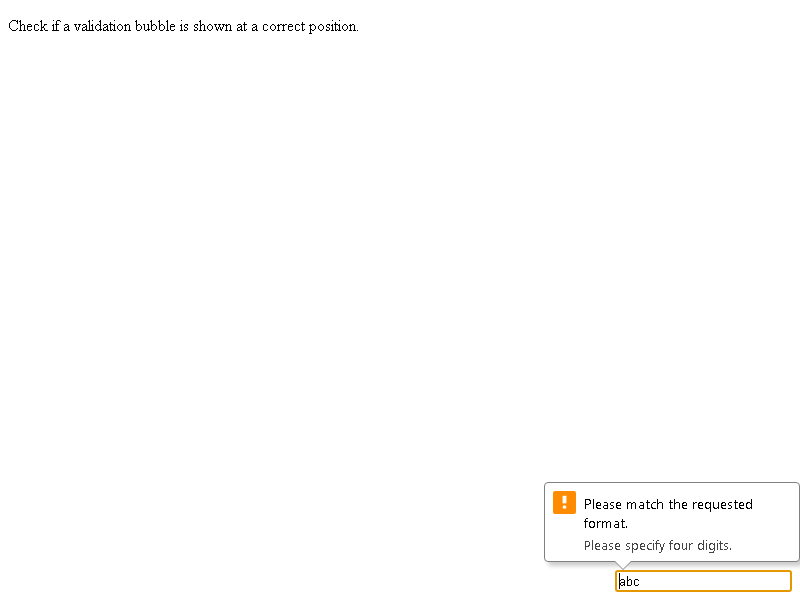 Check if a validation bubble is shown at a correct position.
Please match the requested
format.
Please specify four digits.
abc